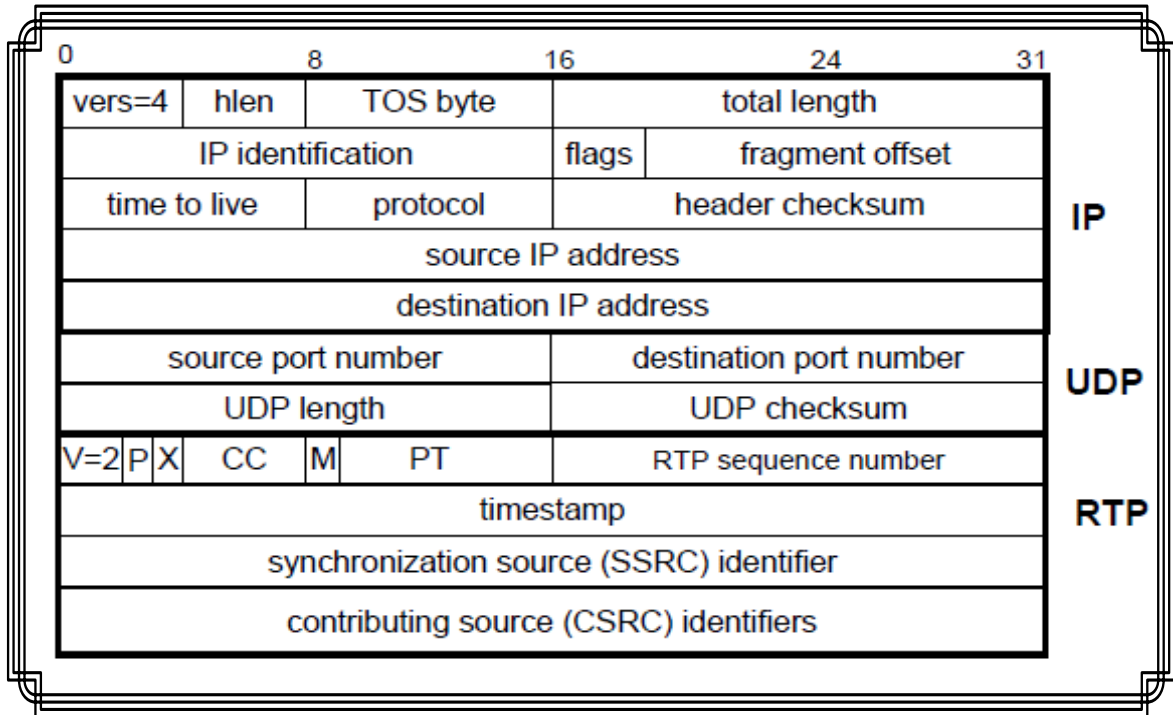 0 8 16 24 31
vers=4 hlen TOS byte total length
IP identification flags fragment offset
time to live protocol header checksum
IP
source IP address
destination IP address
source port number destination port number
UDP
UDP length UDP checksum
V=2 P X CC M PT RTP sequence number
timestamp
RTP
synchronization source (SSRC) identifier
contributing source (CSRC) identifiers